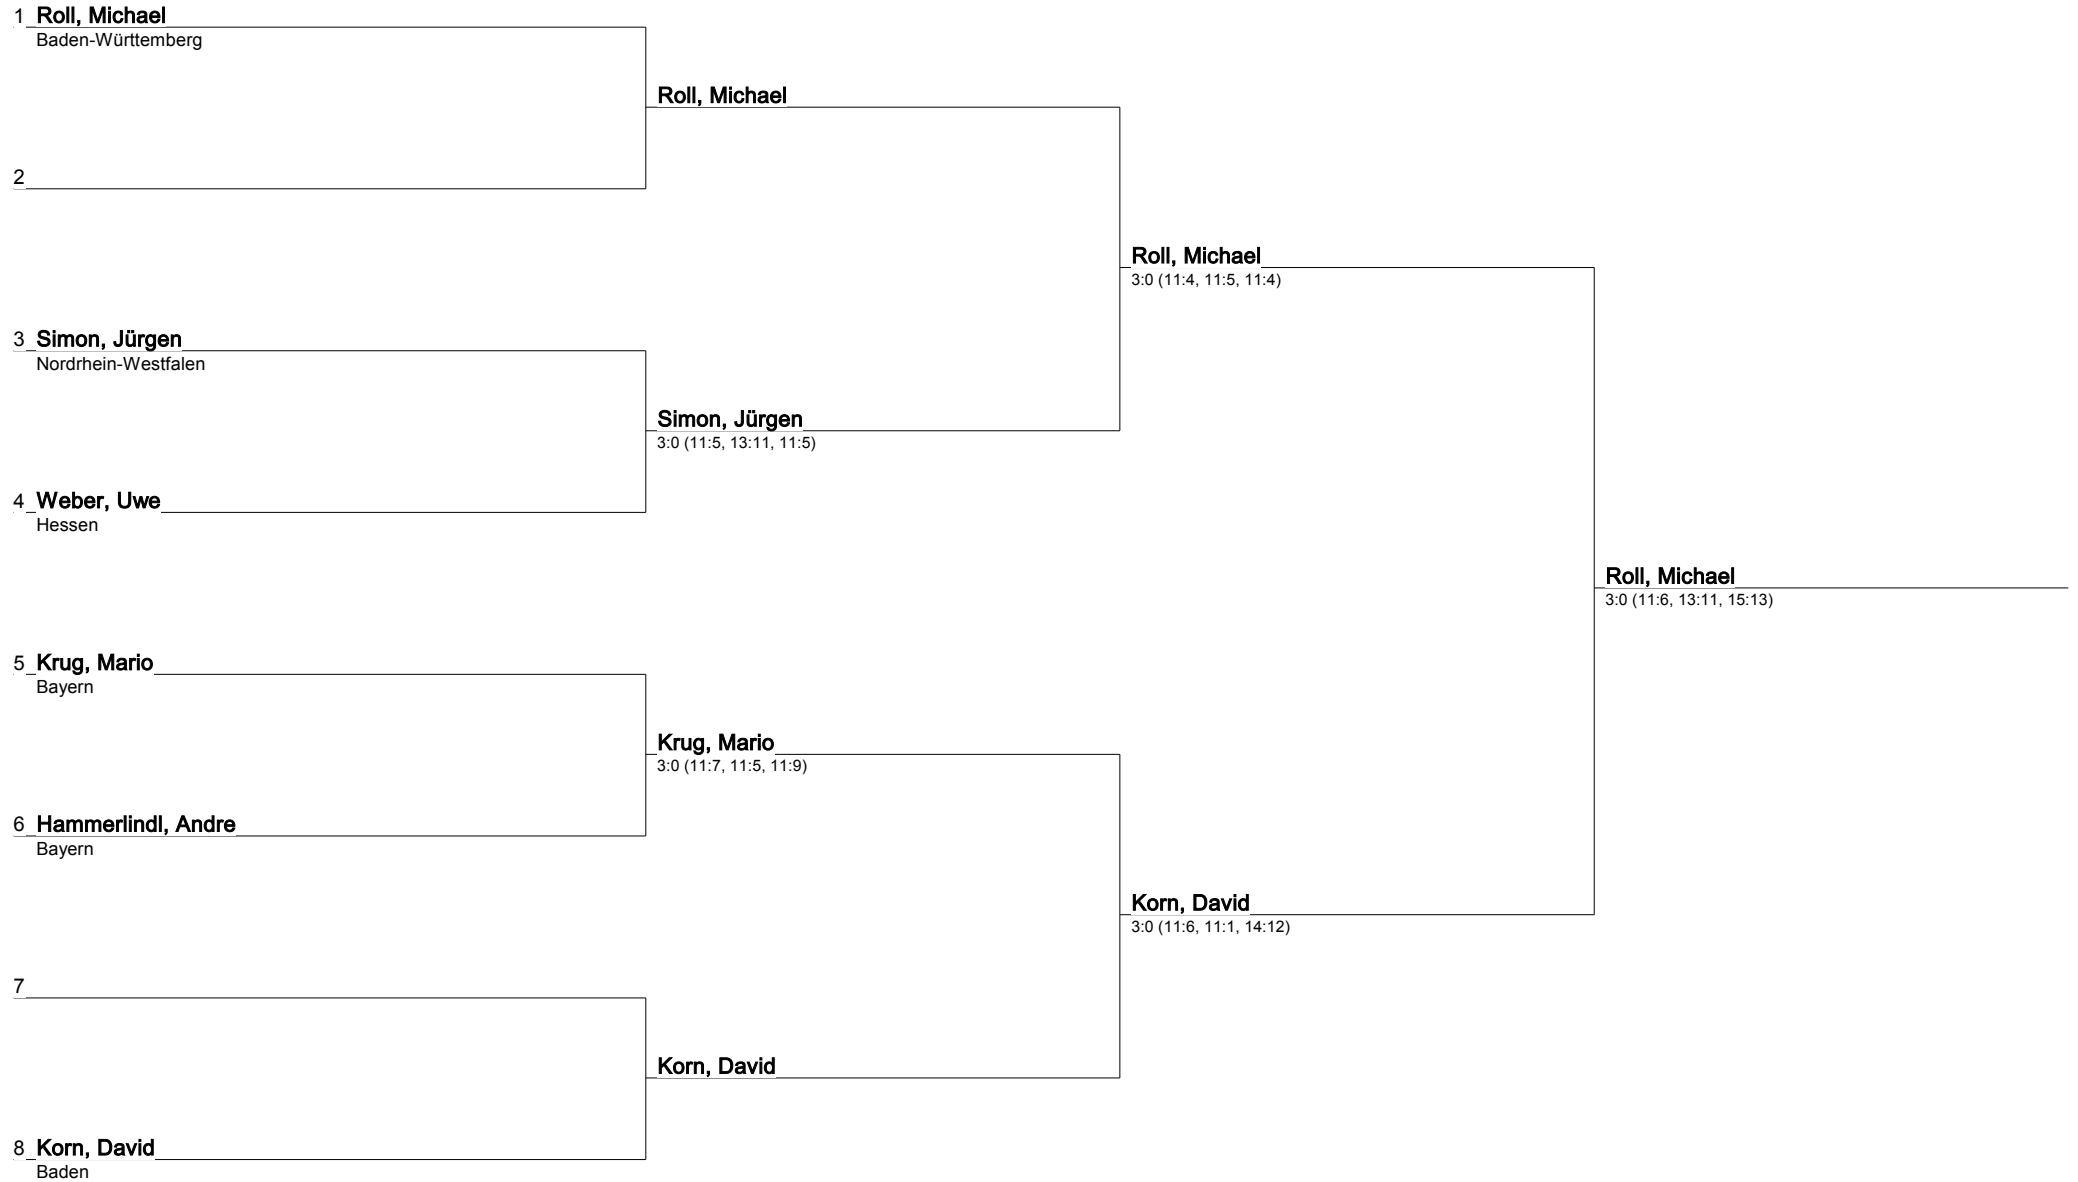 1 Roll, Michael
Baden-Württemberg
Roll, Michael
2
Roll, Michael
3:0 (11:4, 11:5, 11:4)
3 Simon, Jürgen
Nordrhein-Westfalen
Simon, Jürgen
3:0 (11:5, 13:11, 11:5)
4 Weber, Uwe
Hessen
Roll, Michael
3:0 (11:6, 13:11, 15:13)
5 Krug, Mario
Bayern
Krug, Mario
3:0 (11:7, 11:5, 11:9)
6 Hammerlindl, Andre
Bayern
Korn, David
3:0 (11:6, 11:1, 14:12)
7
Korn, David
8 Korn, David
Baden